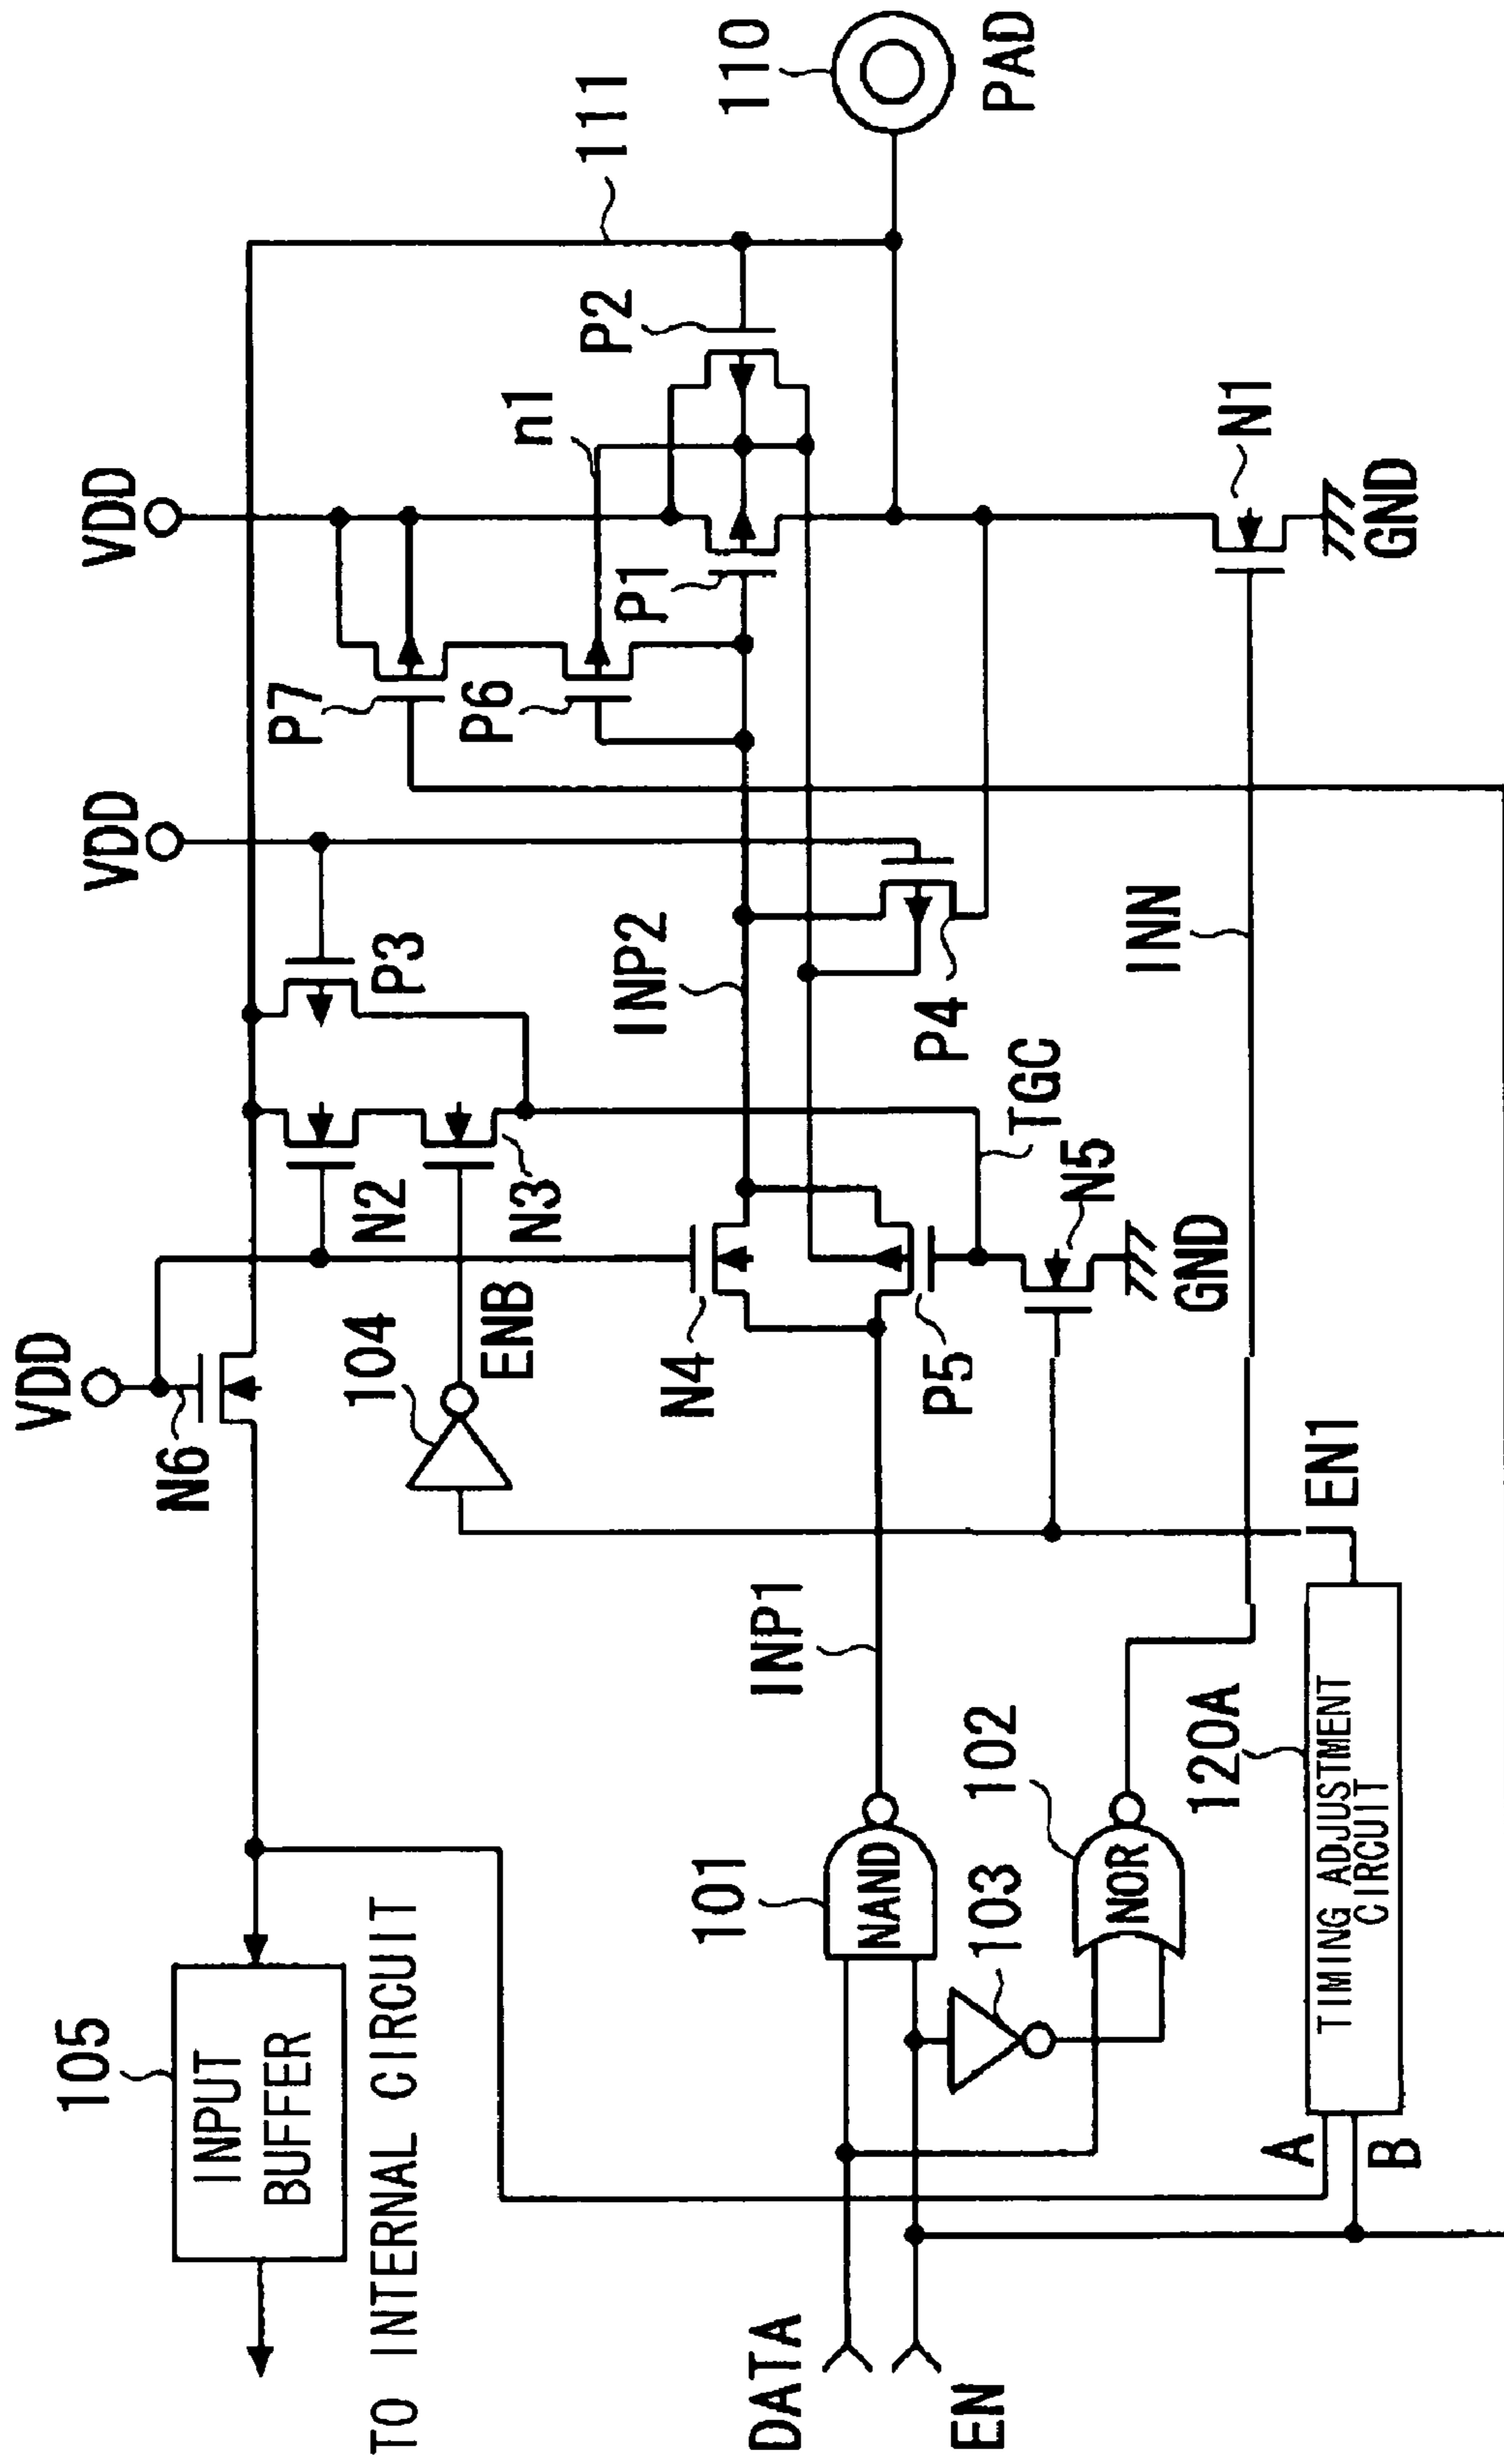 VDD
VDD
VDD
N6
104
N2
N3
ENB
P3
P7
P6
n1
P2
P1
111
110
PAD
105
INPUT
BUFFER
TO INTERNAL CIRCUIT
INP2
N4
P5
P4
TGC
N5
GND
N1
GND
INN
INP1
101
NAND
102
NOR
103
EN1
120A
TIMING ADJUSTMENT
CIRCUIT
A
B
DATA
EN